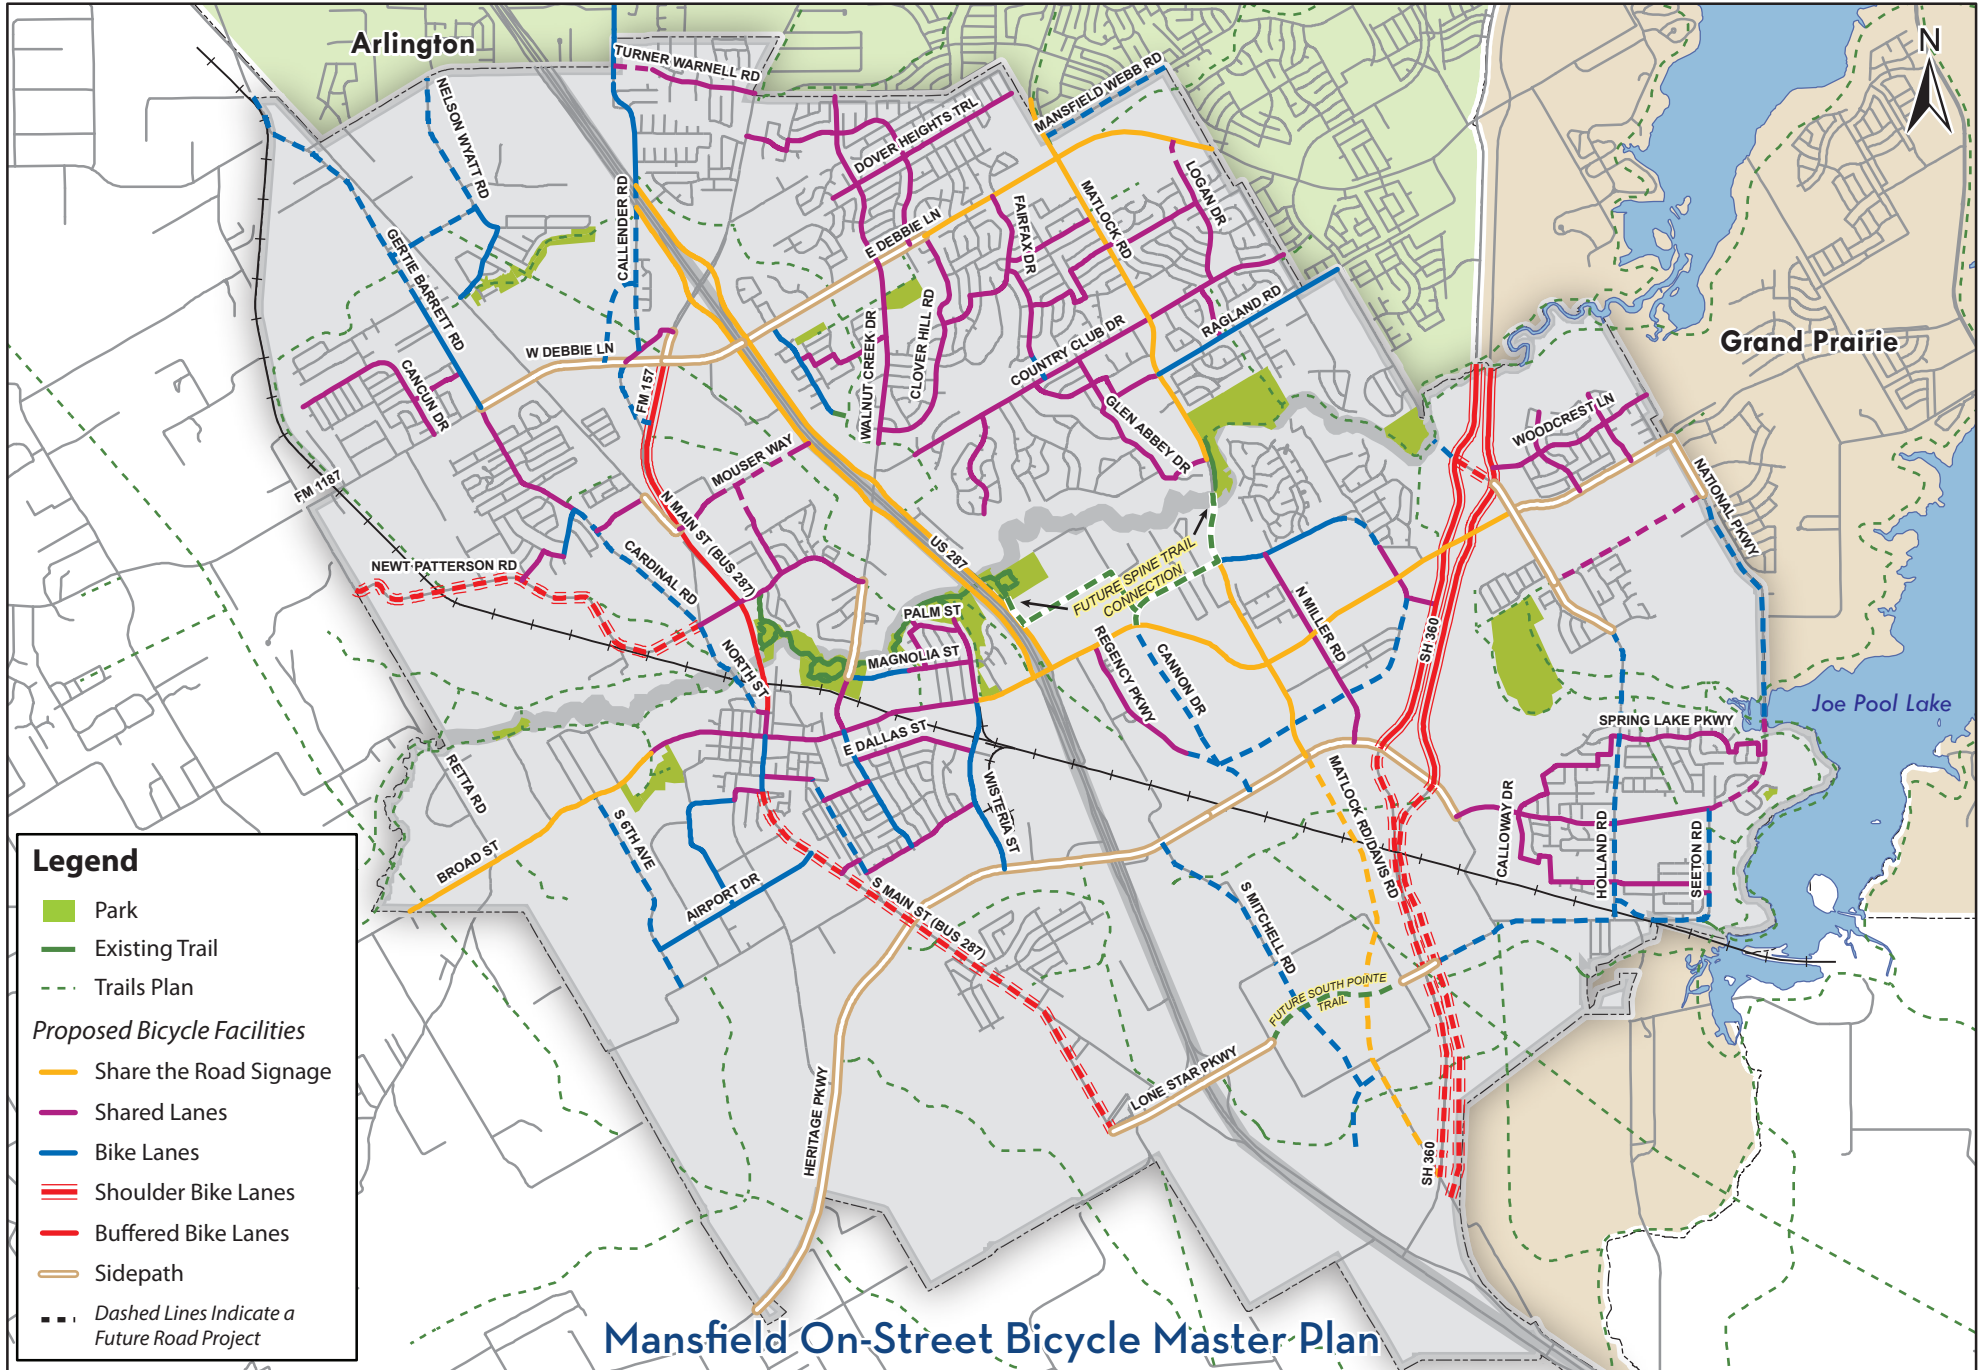 Arlington
TURNER WARNELL RD
N
MANSFIELD WEBB RD
NELSON WYATT RD
DOVER HEIGHTS TRL
LOGAN DR
CALLENDER RD
MATLOCK RD
FAIRFAX DR
E DEBBIE LN
GERTIE BARRETT RD
RAGLAND RD
Grand Prairie
W DEBBIE LN
WALNUT CREEK DR
CLOVER HILL RD
COUNTRY CLUB DR
CANCUN DR
FM 157
GLEN ABBEY DR
WOODCREST LN
MOUSER WAY
FM 1187
N MAIN ST (BUS 287)
NATIONAL PKWY
US 287
CARDINAL RD
NEWT PATTERSON RD
FUTURE SPINE TRAIL
CONNECTION
PALM ST
N MILLER RD
SH 360
MAGNOLIA ST
NORTH ST
REGENCY PKWY
CANNON DR
Joe Pool Lake
SPRING LAKE PKWY
E DALLAS ST
RETTA RD
WISTERIA ST
MATLOCK RD/DAVIS RD
CALLOWAY DR
HOLLAND RD
SEETON RD
S 6TH AVE
BROAD ST
AIRPORT DR
S MAIN ST (BUS 287)
S MITCHELL RD
FUTURE SOUTH POINTE
TRAIL
LONE STAR PKWY
HERITAGE PKWY
SH 360
Legend
Park
Existing Trail
Trails Plan
Proposed Bicycle Facilities
Share the Road Signage
Shared Lanes
Bike Lanes
Shoulder Bike Lanes
Buffered Bike Lanes
Sidepath
Dashed Lines Indicate a
Future Road Project
Mansfield On-Street Bicycle Master Plan